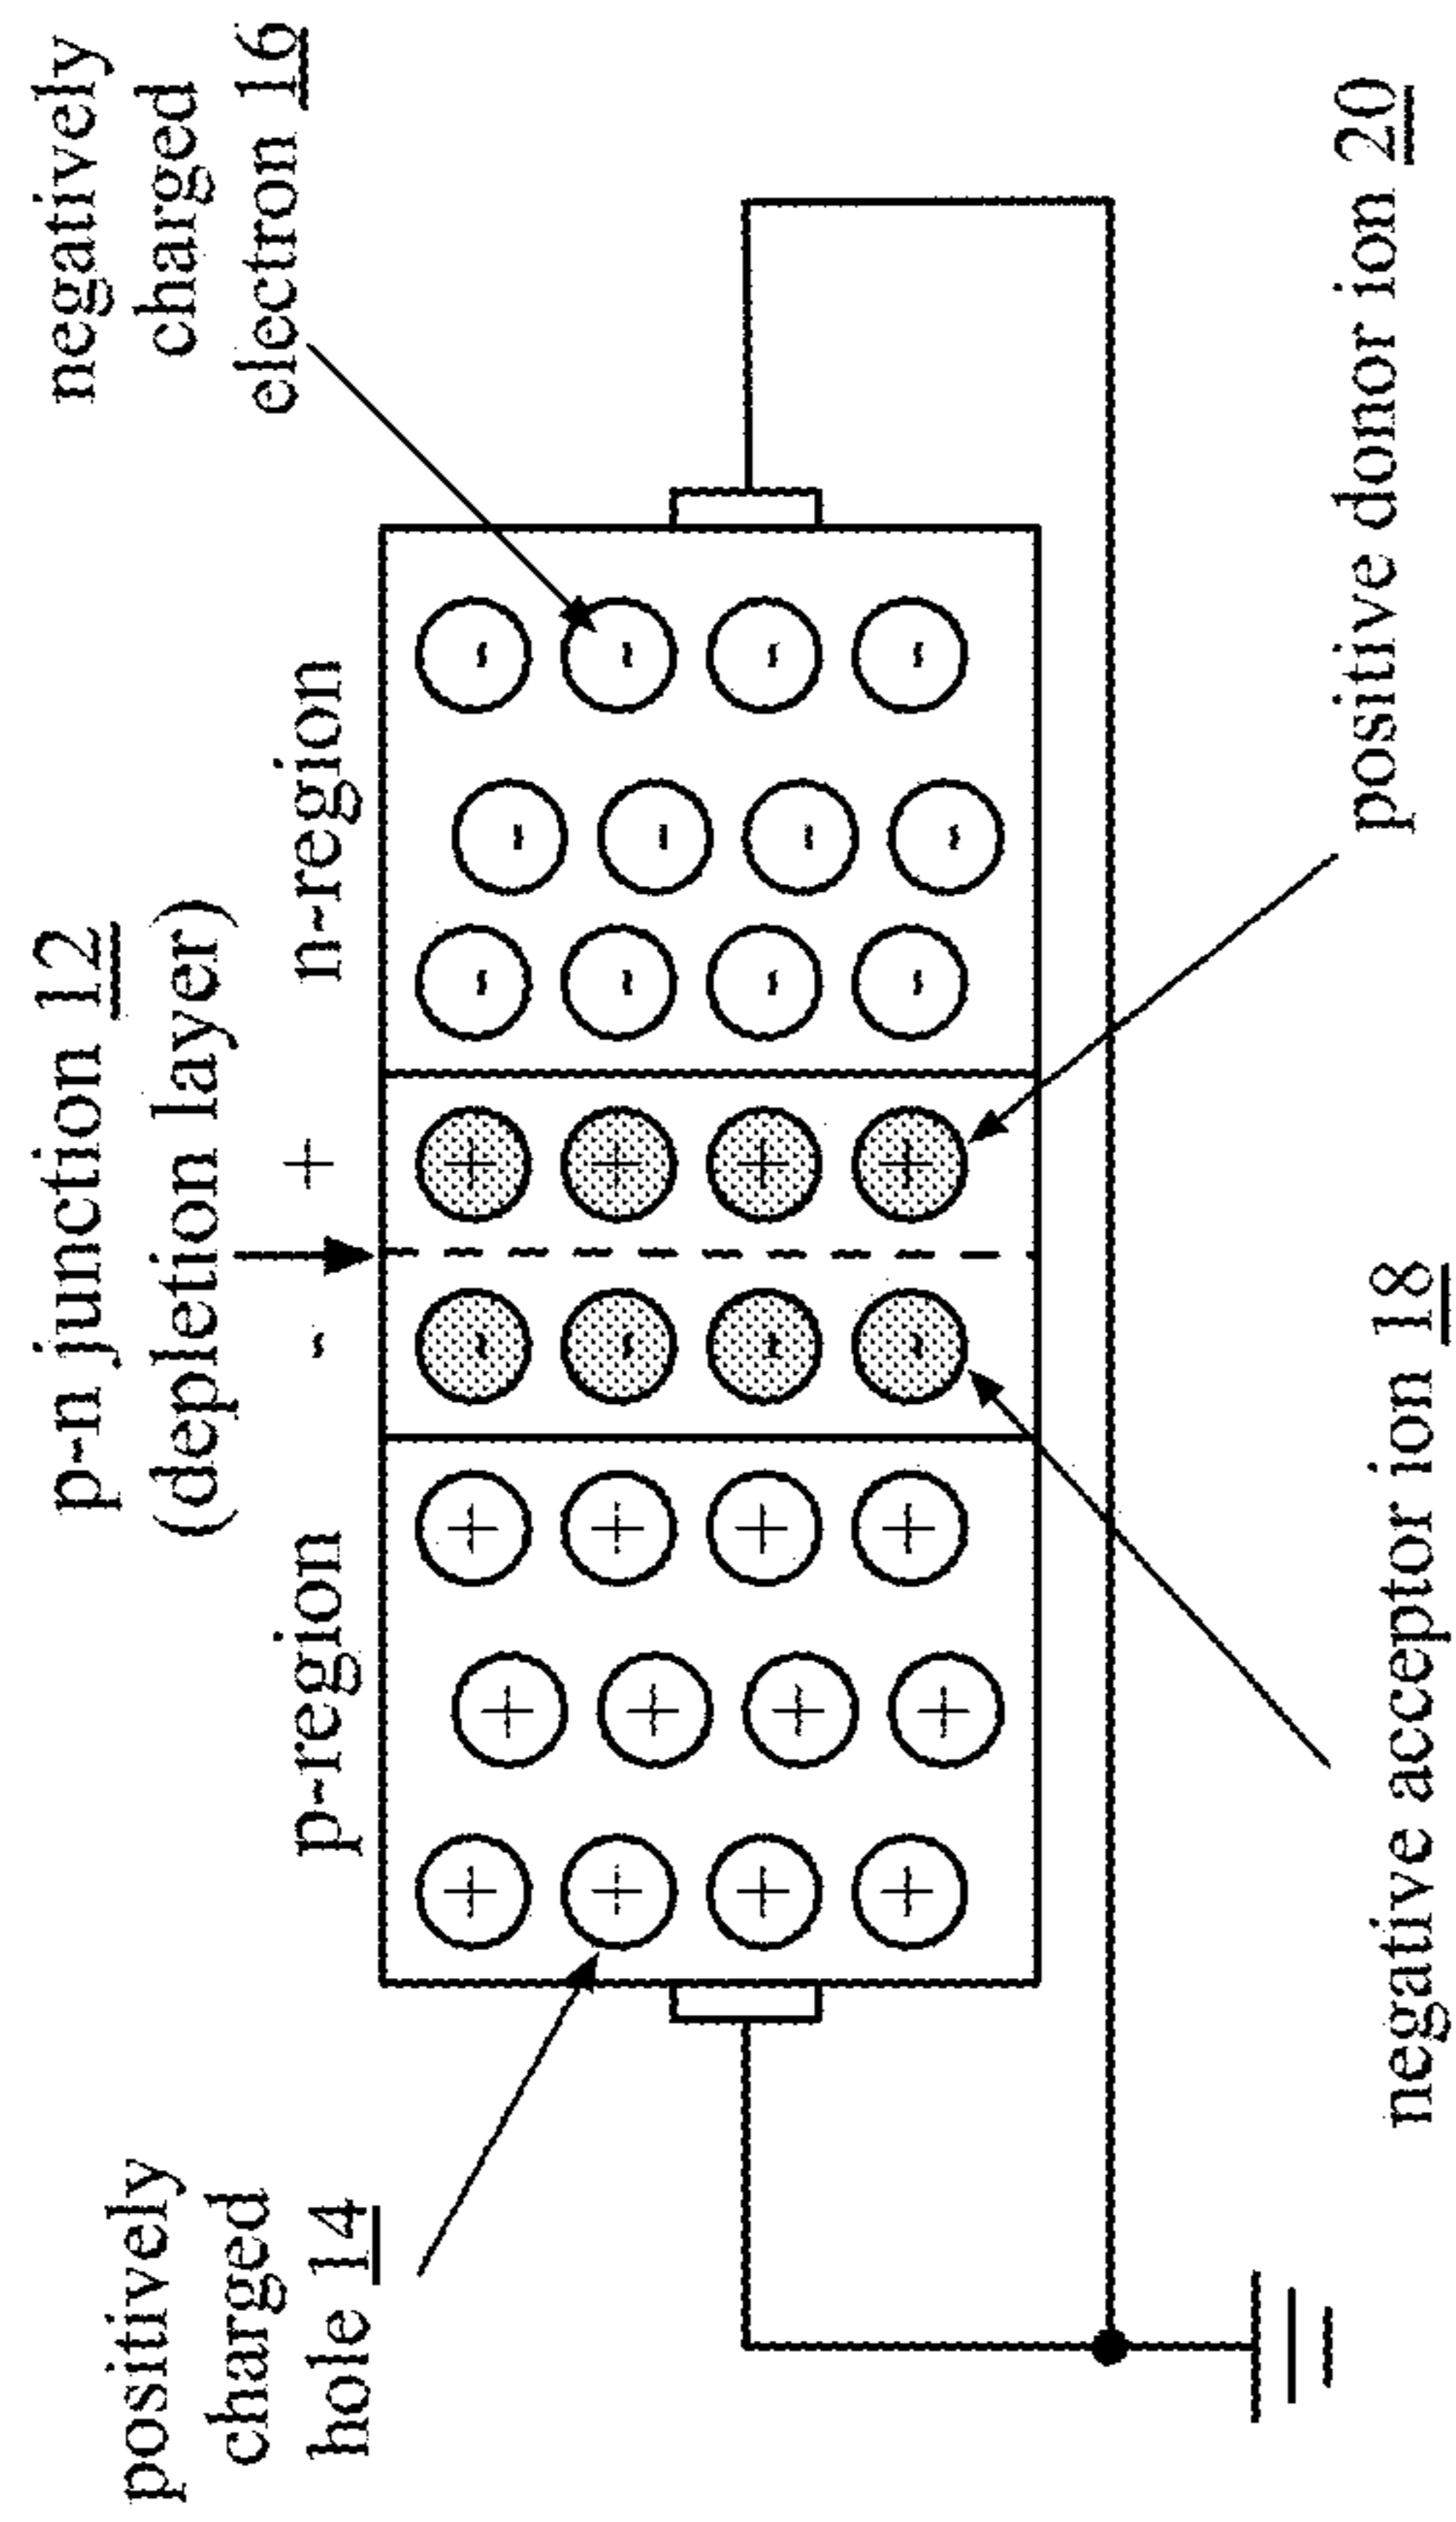 p-n junction 12
(depletion layer)
positively
charged
hole 14
negatively
charged
electron 16
p-region
-
+
n-region
negative acceptor ion 18
positive donor ion 20